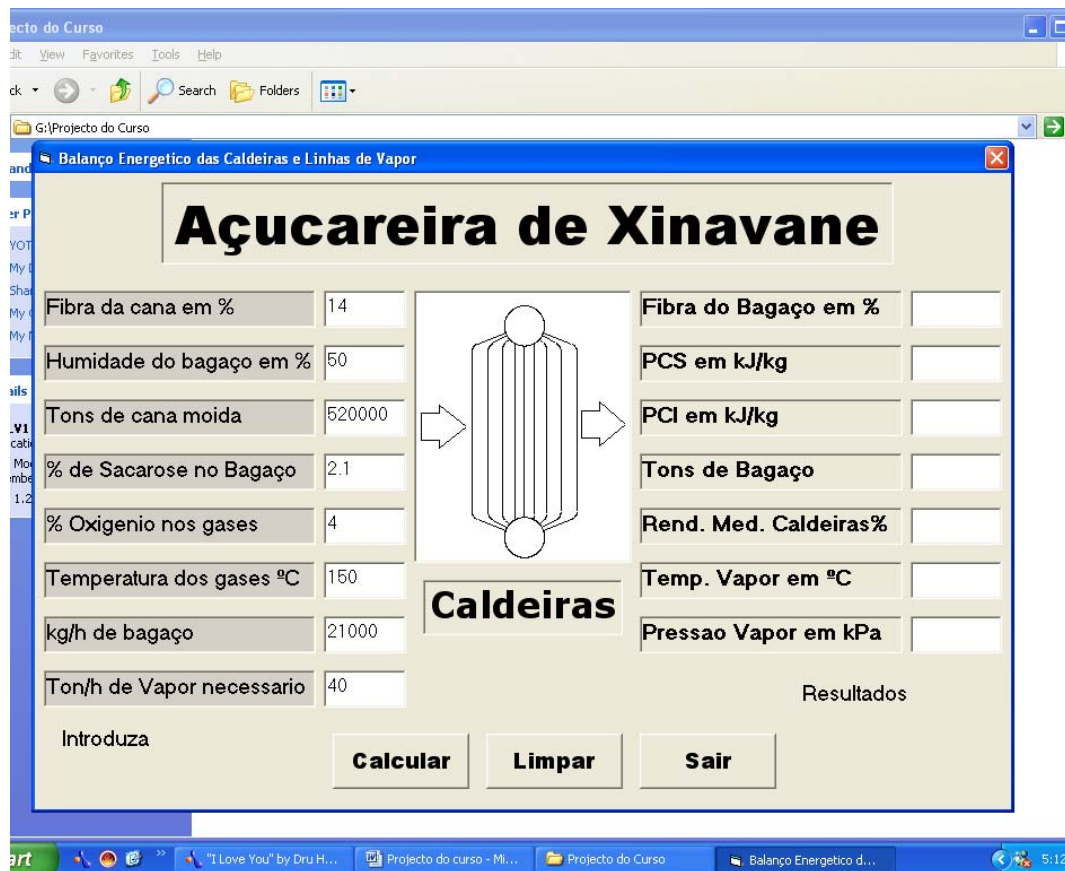 ecto do Curso
dit View Favorites Tools Help
ck Search Folders
G:\Projecto do Curso
Balanço Energetico das Caldeiras e Linhas de Vapor
Açucareira de Xinavane
Fibra da cana em % 14
Humidade do bagaço em % 50
Tons de cana moida 520000
% de Sacarose no Bagaço 2.1
% Oxigenio nos gases 4
Temperatura dos gases ºC 150
kg/h de bagaço 21000
Ton/h de Vapor necessario 40
Introduza
Caldeiras
Fibra do Bagaço em %
PCS em kJ/kg
PCI em kJ/kg
Tons de Bagaço
Rend. Med. Caldeiras%
Temp. Vapor em ºC
Pressao Vapor em kPa
Resultados
Calcular Limpar Sair
art "I Love You" by Dru H... Projecto do curso - Mi... Projecto do Curso Balanço Energetico d... 5:12